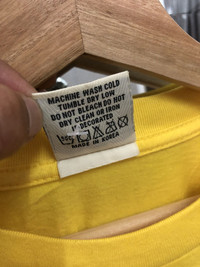 MACHINE WASH COLD
TUMBLE DRY LOW
DO NOT BLEACH DO NOT
DRY CLEAN OR IRON
IF DECORATED
MADE IN KOREA